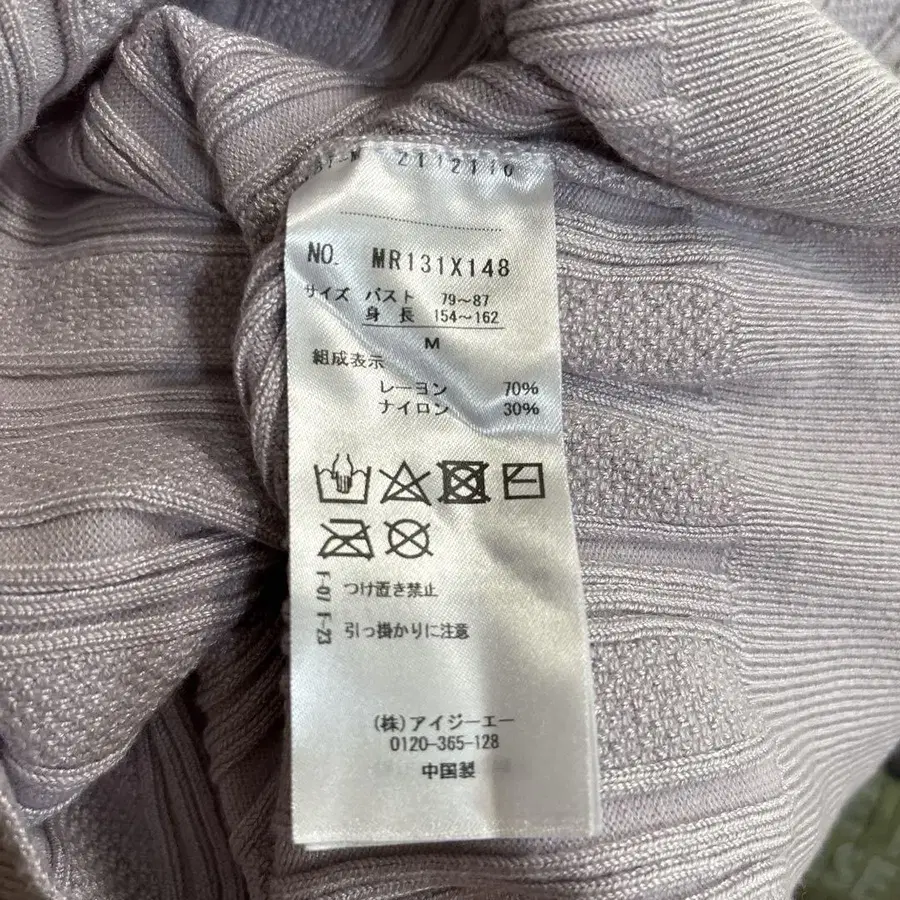 2112110
NO. MR131X148
サイズ バスト 79～87
身長 154～162
M
組成表示
レーヨン 70%
ナイロン 30%
F-07 つけ置き禁止
F-23 引っ掛かりに注意
(株)アイジーエー
0120-365-128
中国製